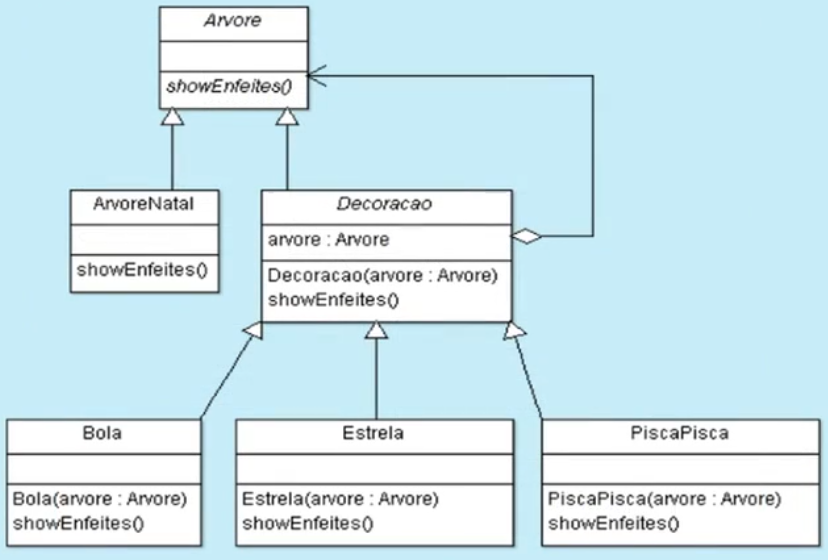 Arvore
showEnfeites()
ArvoreNatal
showEnfeites()
Decoracao
arvore : Arvore
Decoracao(arvore : Arvore)
showEnfeites()
Bola
Bola(arvore : Arvore)
showEnfeites()
Estrela
Estrela(arvore : Arvore)
showEnfeites()
PiscaPisca
PiscaPisca(arvore : Arvore)
showEnfeites()